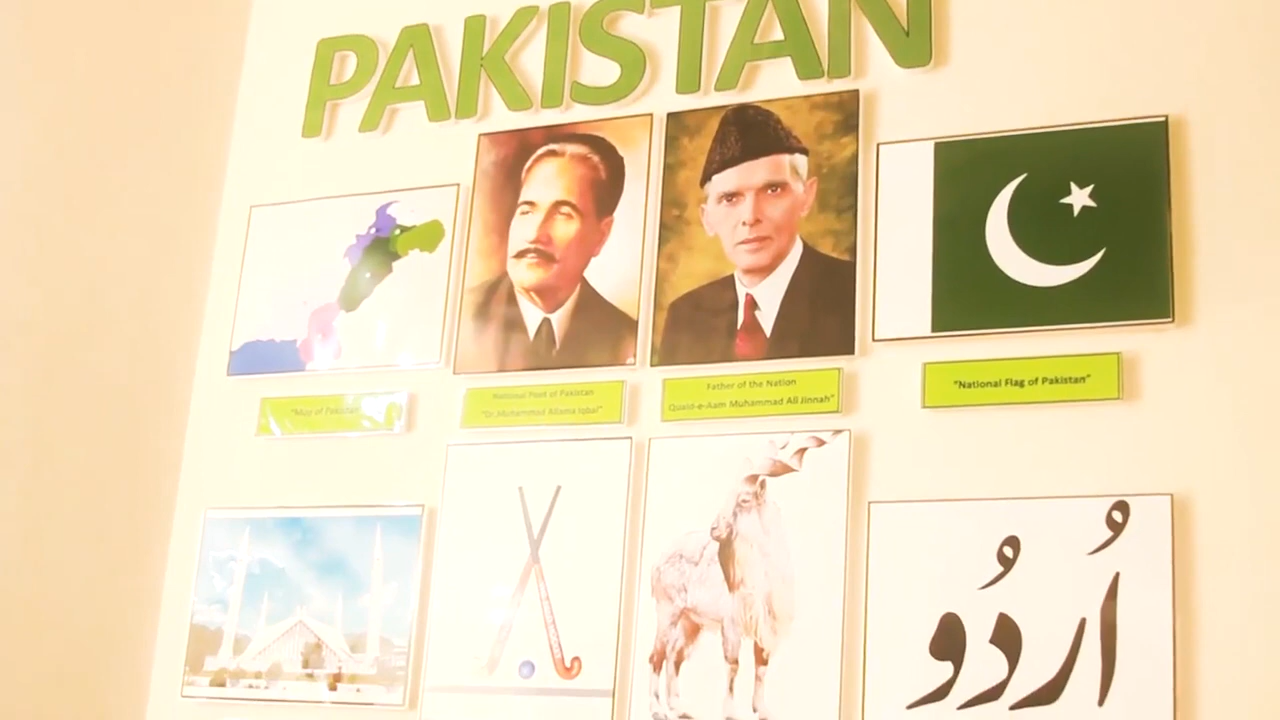 PAKISTAN
"Map of Pakistan"
National Poet of Pakistan
"Dr.Muhammad Allama Iqbal"
Father of the Nation
Quaid-e-Azam Muhammad Ali Jinnah"
"National Flag of Pakistan"
اُردُو